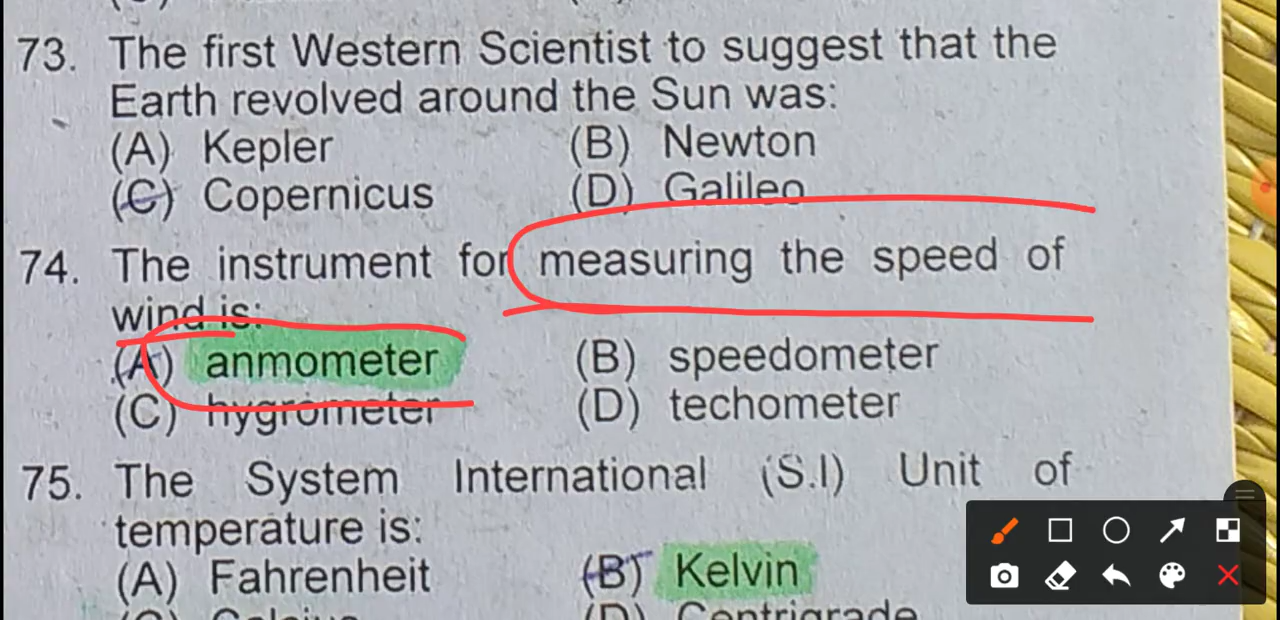 73. The first Western Scientist to suggest that the
Earth revolved around the Sun was:
(A) Kepler (B) Newton
(C) Copernicus (D) Galileo
74. The instrument for measuring the speed of
wind is:
(A) anmometer (B) speedometer
(C) hygrometer (D) techometer
75. The System International (S.I) Unit of
temperature is:
(A) Fahrenheit (B) Kelvin
(C) Celcius (D) Centrigrade